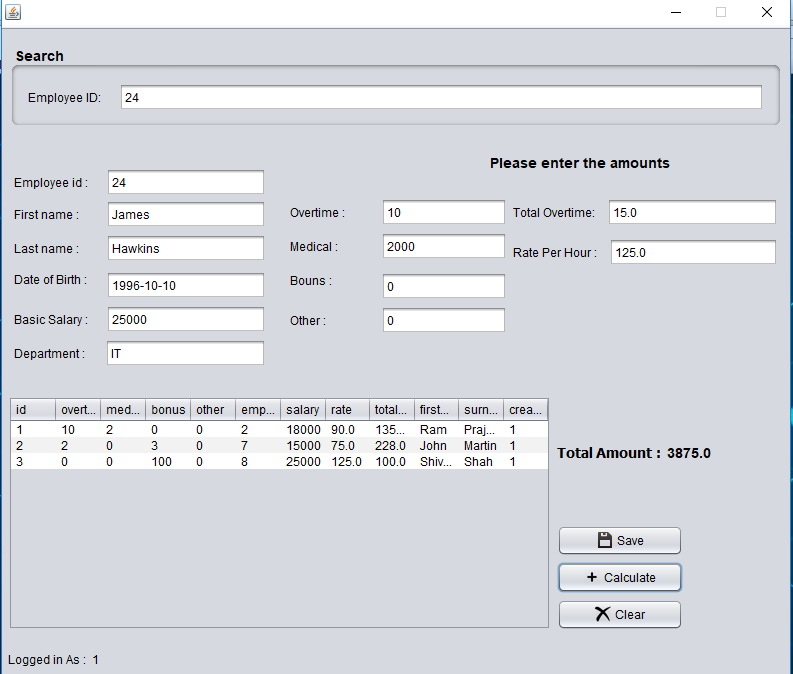 Search
Employee ID: 24
Please enter the amounts
Employee id : 24
First name : James Overtime : 10 Total Overtime: 15.0
Last name : Hawkins Medical : 2000 Rate Per Hour : 125.0
Date of Birth : 1996-10-10 Bouns : 0
Basic Salary : 25000 Other : 0
Department : IT
id overt... med... bonus other emp... salary rate total... first... surn... crea...
1 10 2 0 0 2 18000 90.0 135... Ram Praj... 1
2 2 0 3 0 7 15000 75.0 228.0 John Martin 1
3 0 0 100 0 8 25000 125.0 100.0 Shiv... Shah 1
Total Amount : 3875.0
Save
+ Calculate
Clear
Logged in As : 1